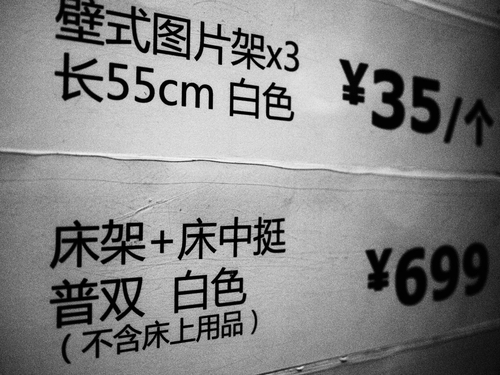 壁式图片架x3
长55cm 白色
¥35/个
床架+床中挺
普双 白色
(不含床上用品)
¥699